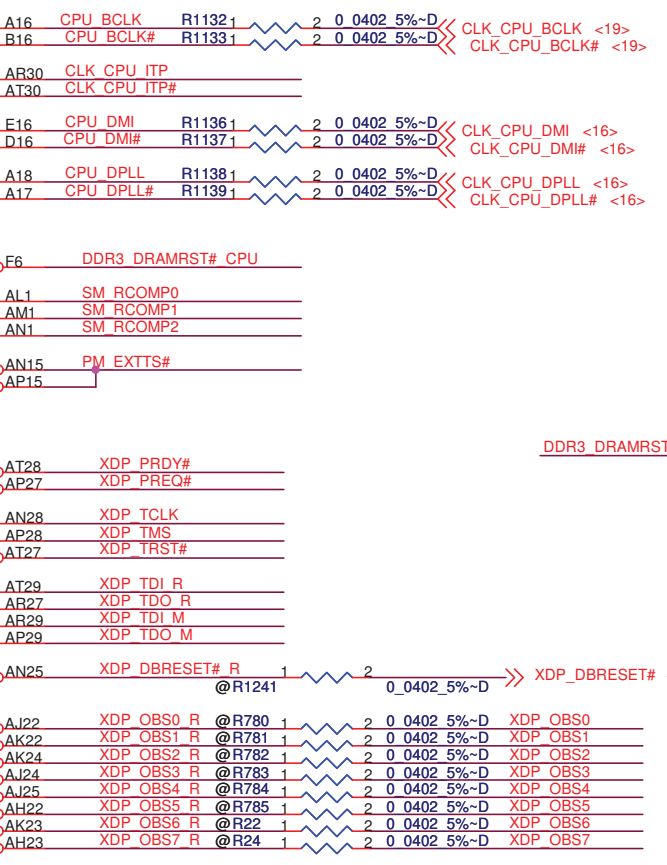 A16 CPU_BCLK R1132 1 2 0_0402_5%~D CLK_CPU_BCLK <19>
B16 CPU_BCLK# R1133 1 2 0_0402_5%~D CLK_CPU_BCLK# <19>
AR30 CLK_CPU_ITP
AT30 CLK_CPU_ITP#
E16 CPU_DMI R1136 1 2 0_0402_5%~D CLK_CPU_DMI <16>
D16 CPU_DMI# R1137 1 2 0_0402_5%~D CLK_CPU_DMI# <16>
A18 CPU_DPLL R1138 1 2 0_0402_5%~D CLK_CPU_DPLL <16>
A17 CPU_DPLL# R1139 1 2 0_0402_5%~D CLK_CPU_DPLL# <16>
F6 DDR3_DRAMRST#_CPU
AL1 SM_RCOMP0
AM1 SM_RCOMP1
AN1 SM_RCOMP2
AN15 PM_EXTTS#
AP15
DDR3_DRAMRST
AT28 XDP_PRDY#
AP27 XDP_PREQ#
AN28 XDP_TCLK
AP28 XDP_TMS
AT27 XDP_TRST#
AT29 XDP_TDI_R
AR27 XDP_TDO_R
AR29 XDP_TDI_M
AP29 XDP_TDO_M
AN25 XDP_DBRESET#_R 1 2 XDP_DBRESET#
@R1241 0_0402_5%~D
AJ22 XDP_OBS0_R @R780 1 2 0_0402_5%~D XDP_OBS0
AK22 XDP_OBS1_R @R781 1 2 0_0402_5%~D XDP_OBS1
AK24 XDP_OBS2_R @R782 1 2 0_0402_5%~D XDP_OBS2
AJ24 XDP_OBS3_R @R783 1 2 0_0402_5%~D XDP_OBS3
AJ25 XDP_OBS4_R @R784 1 2 0_0402_5%~D XDP_OBS4
AH22 XDP_OBS5_R @R785 1 2 0_0402_5%~D XDP_OBS5
AK23 XDP_OBS6_R @R22 1 2 0_0402_5%~D XDP_OBS6
AH23 XDP_OBS7_R @R24 1 2 0_0402_5%~D XDP_OBS7